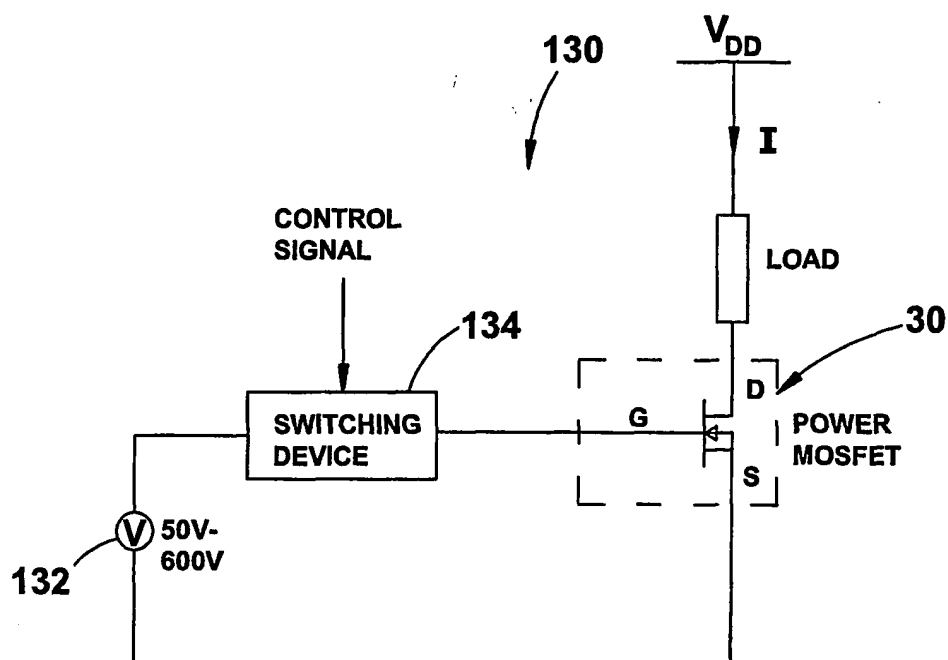 V_DD
130
I
CONTROL
SIGNAL
LOAD
134
30
D
SWITCHING
DEVICE
G
POWER
MOSFET
S
V
50V-
600V
132